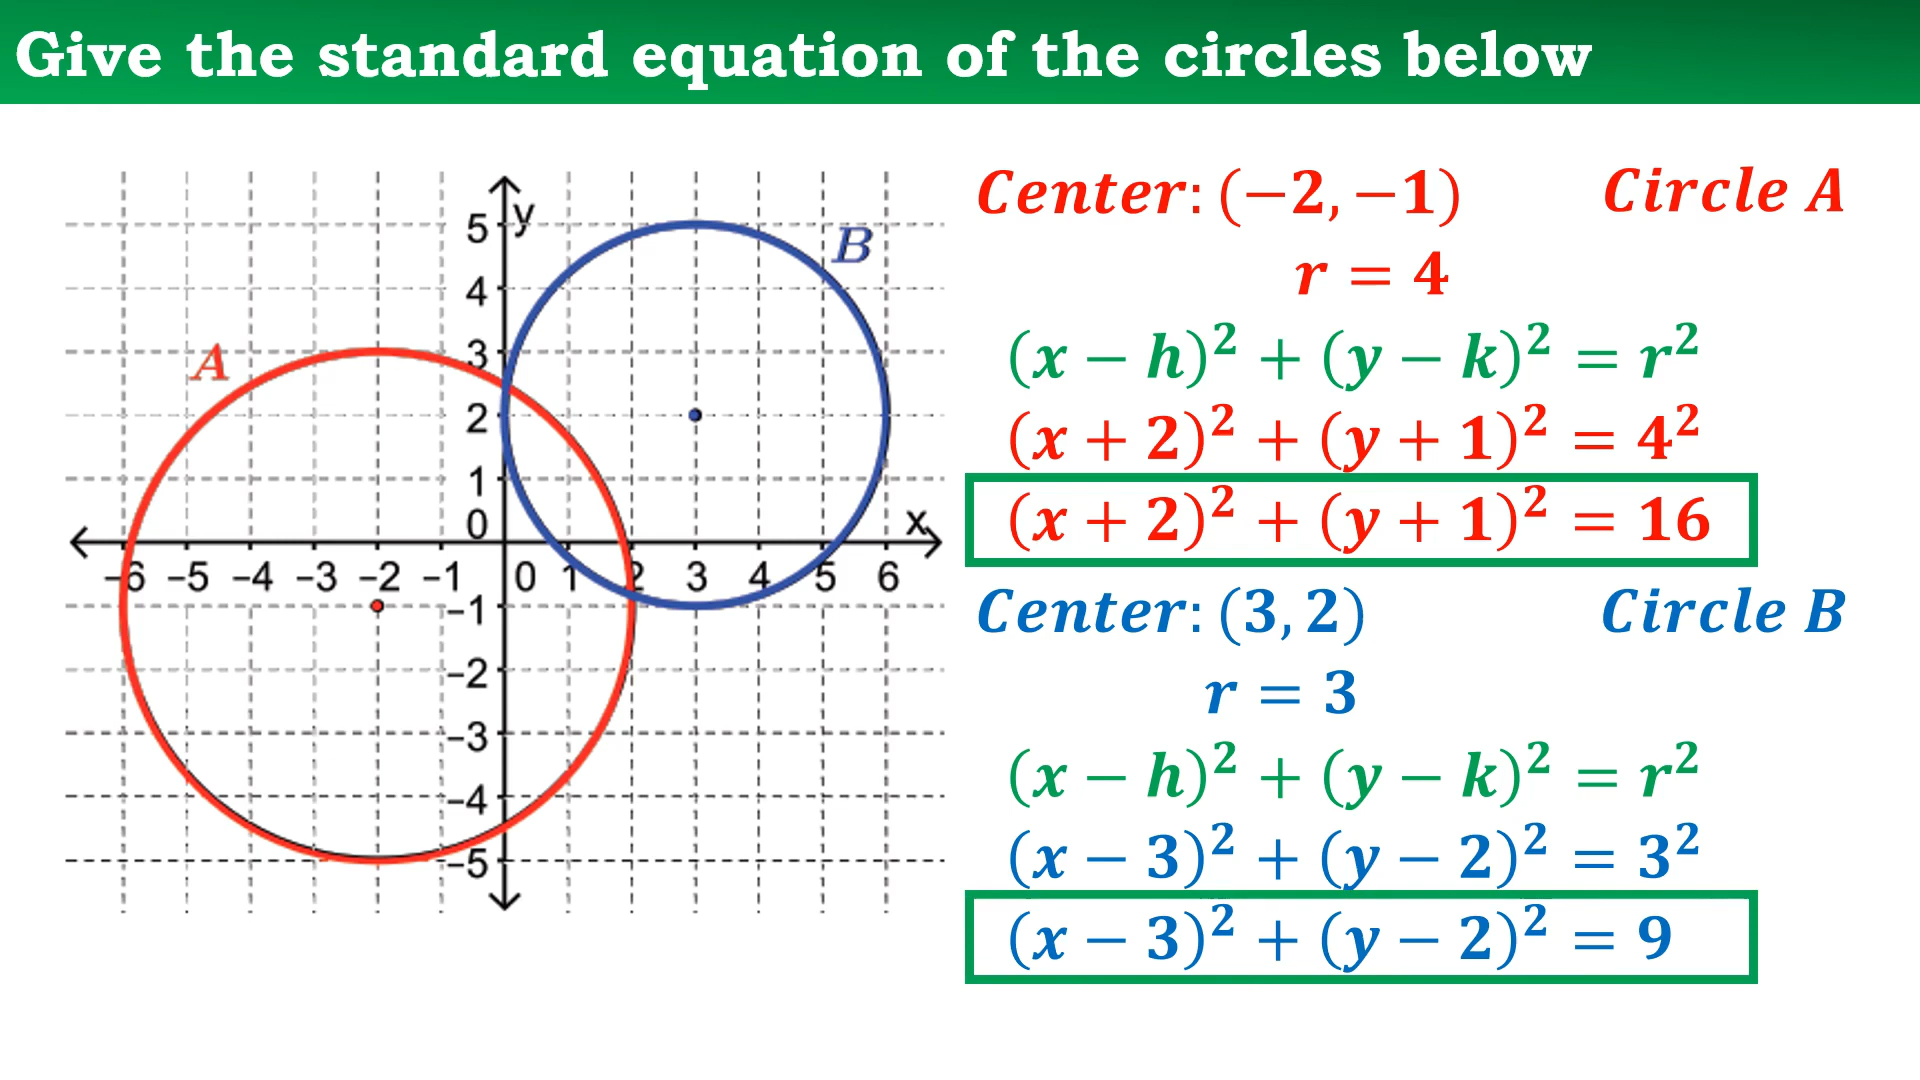 Give the standard equation of the circles below
Center: (−2, −1)
Circle A
r = 4
(x − h)² + (y − k)² = r²
(x + 2)² + (y + 1)² = 4²
(x + 2)² + (y + 1)² = 16
Center: (3, 2)
Circle B
r = 3
(x − h)² + (y − k)² = r²
(x − 3)² + (y − 2)² = 3²
(x − 3)² + (y − 2)² = 9
y
5
B
4
3
A
2
1
0
x
−6 −5 −4 −3 −2 −1 0 1 2 3 4 5 6
−1
−2
−3
−4
−5